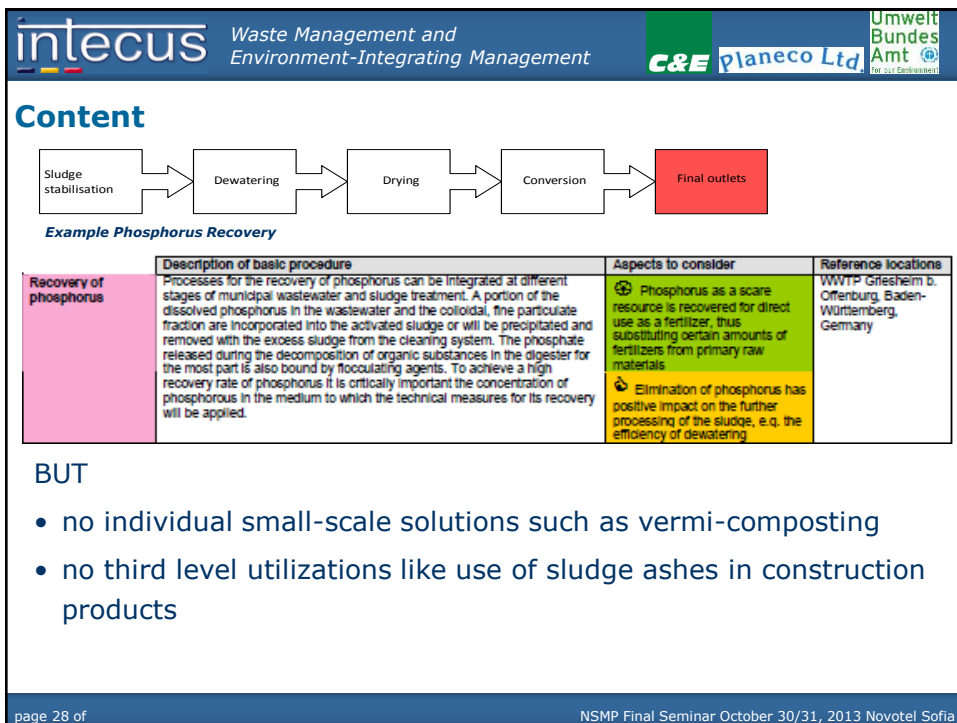 intecus
Waste Management and
Environment-Integrating Management
C&E
Planeco Ltd.
Umwelt
Bundes
Amt
For our Environment
Content
Sludge
stabilisation
Dewatering
Drying
Conversion
Final outlets
Example Phosphorus Recovery
Description of basic procedure
Aspects to consider
Reference locations
Recovery of
phosphorus
Processes for the recovery of phosphorus can be integrated at different
stages of municipal wastewater and sludge treatment. A portion of the
dissolved phosphorus in the wastewater and the colloidal, fine particulate
fraction are incorporated into the activated sludge or will be precipitated and
removed with the excess sludge from the cleaning system. The phosphate
released during the decomposition of organic substances in the digester for
the most part is also bound by flocculating agents. To achieve a high
recovery rate of phosphorus it is critically important the concentration of
phosphorous in the medium to which the technical measures for its recovery
will be applied.
Phosphorus as a scare
resource is recovered for direct
use as a fertilizer, thus
substituting certain amounts of
fertilizers from primary raw
materials
Elimination of phosphorus has
positive impact on the further
processing of the sludge, e.g. the
efficiency of dewatering
WWTP Griesheim b.
Offenburg, Baden-
Württemberg,
Germany
BUT
• no individual small-scale solutions such as vermi-composting
• no third level utilizations like use of sludge ashes in construction
products
page 28 of
NSMP Final Seminar October 30/31, 2013 Novotel Sofia